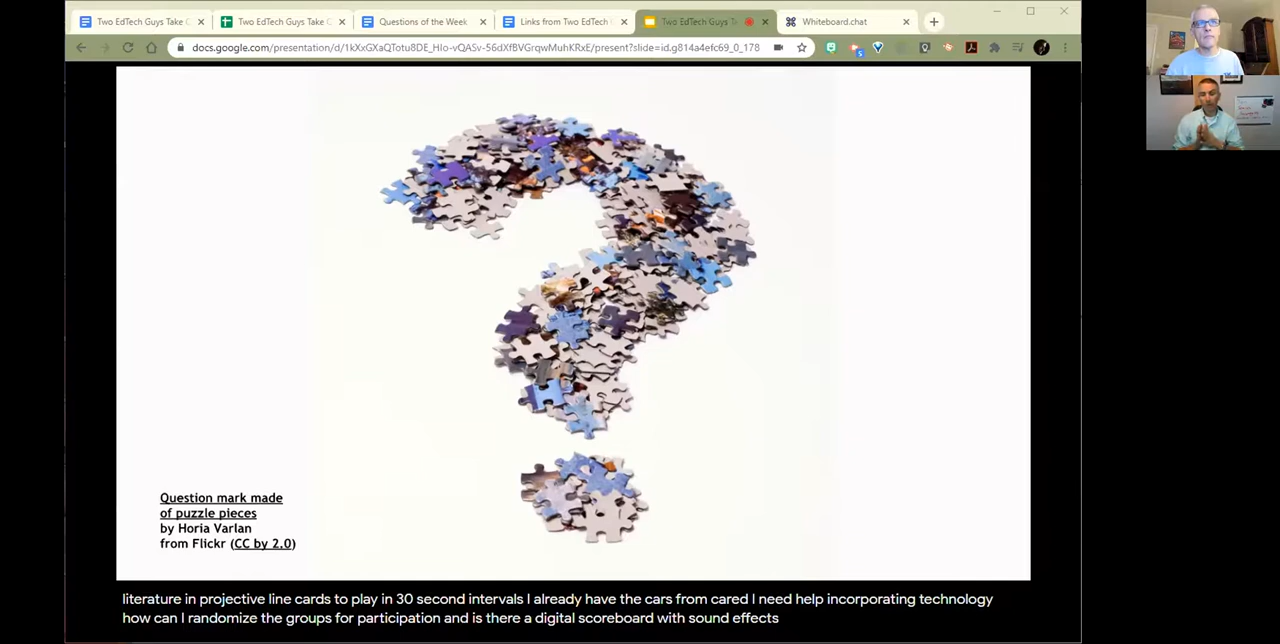 Two EdTech Guys Take Q
Two EdTech Guys Take Q
Questions of the Week
Links from Two EdTech
Two EdTech Guys T
Whiteboard.chat
docs.google.com/presentation/d/1kXxGXaQTotu8DE_HIo-vQASv-56dXfBVGrqwMuhKRxE/present?slide=id.g814a4efc69_0_178
Question mark made
of puzzle pieces
by Horia Varlan
from Flickr (CC by 2.0)
literature in projective line cards to play in 30 second intervals I already have the cars from cared I need help incorporating technology
how can I randomize the groups for participation and is there a digital scoreboard with sound effects